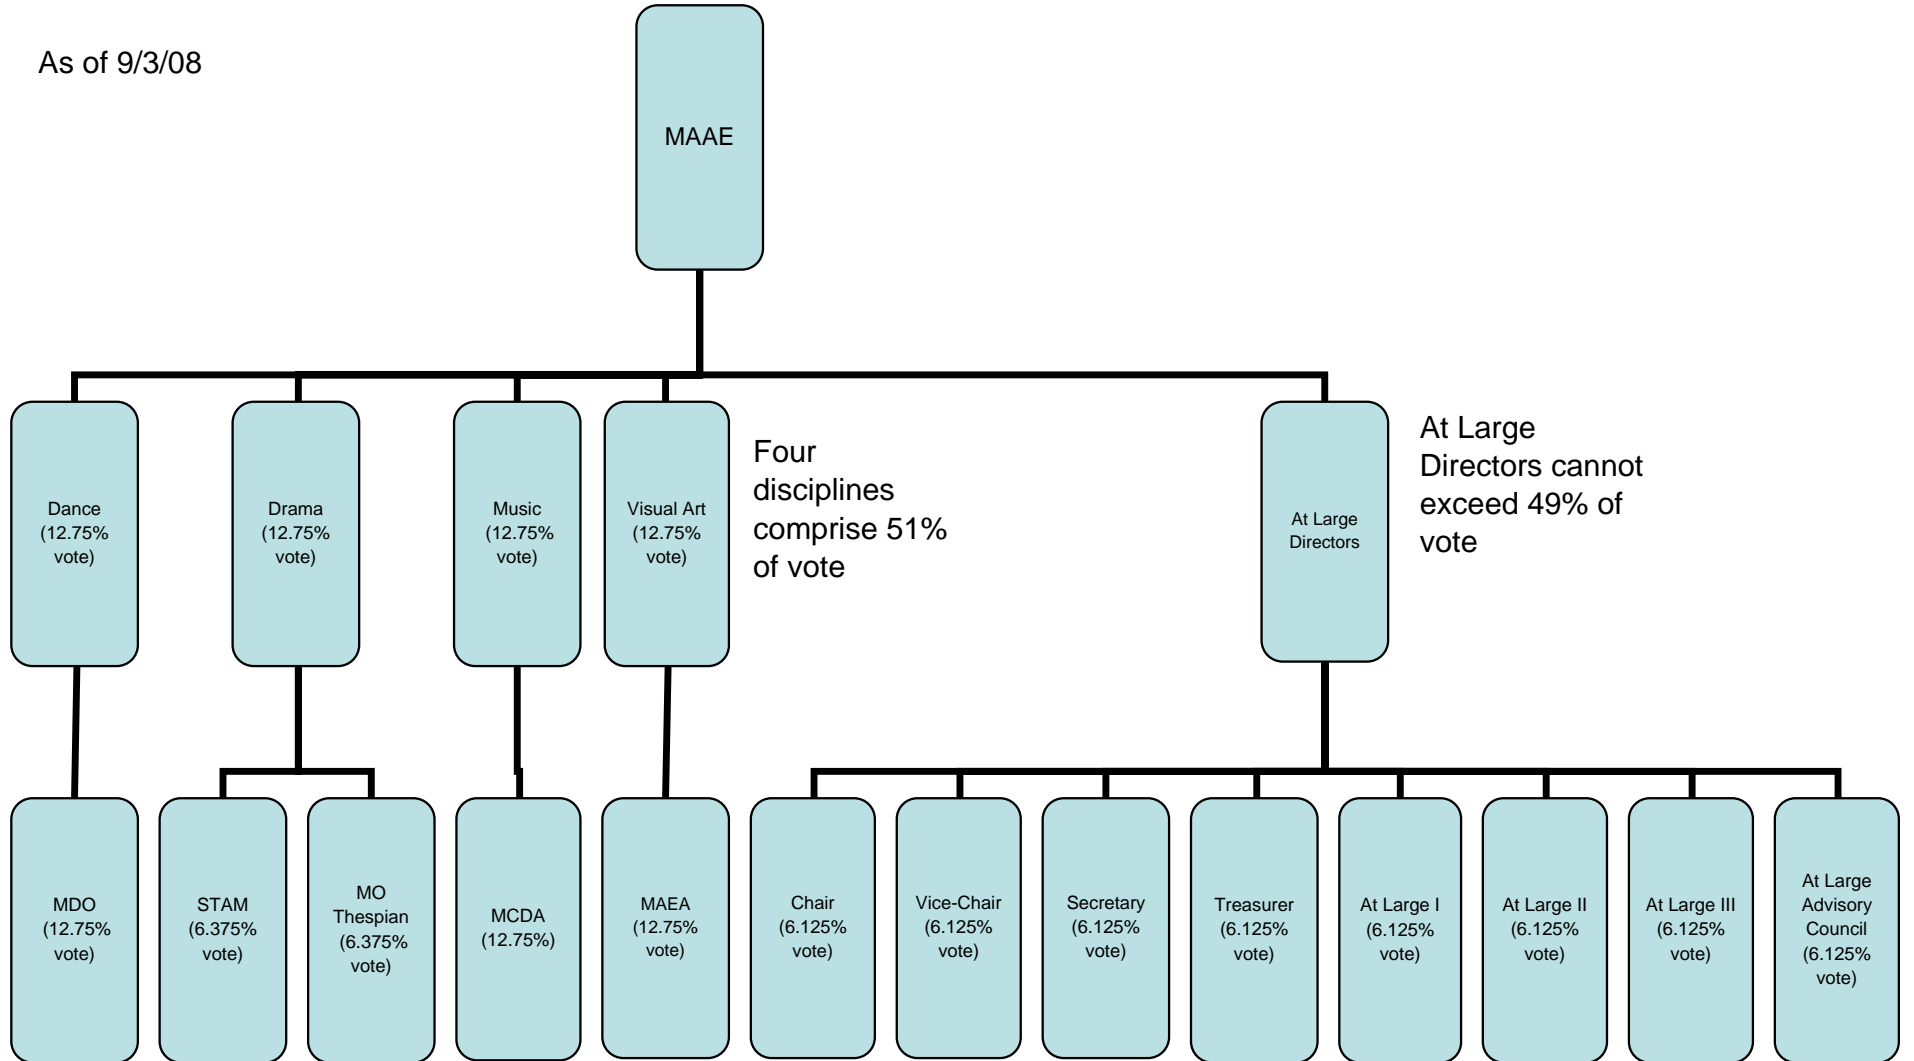 As of 9/3/08
MAAE
Dance
(12.75%
vote)
Drama
(12.75%
vote)
Music
(12.75%
vote)
Visual Art
(12.75%
vote)
Four
disciplines
comprise 51%
of vote
At Large
Directors
At Large
Directors cannot
exceed 49% of
vote
MDO
(12.75%
vote)
STAM
(6.375%
vote)
MO
Thespian
(6.375%
vote)
MCDA
(12.75%)
MAEA
(12.75%
vote)
Chair
(6.125%
vote)
Vice-Chair
(6.125%
vote)
Secretary
(6.125%
vote)
Treasurer
(6.125%
vote)
At Large I
(6.125%
vote)
At Large II
(6.125%
vote)
At Large III
(6.125%
vote)
At Large
Advisory
Council
(6.125%
vote)